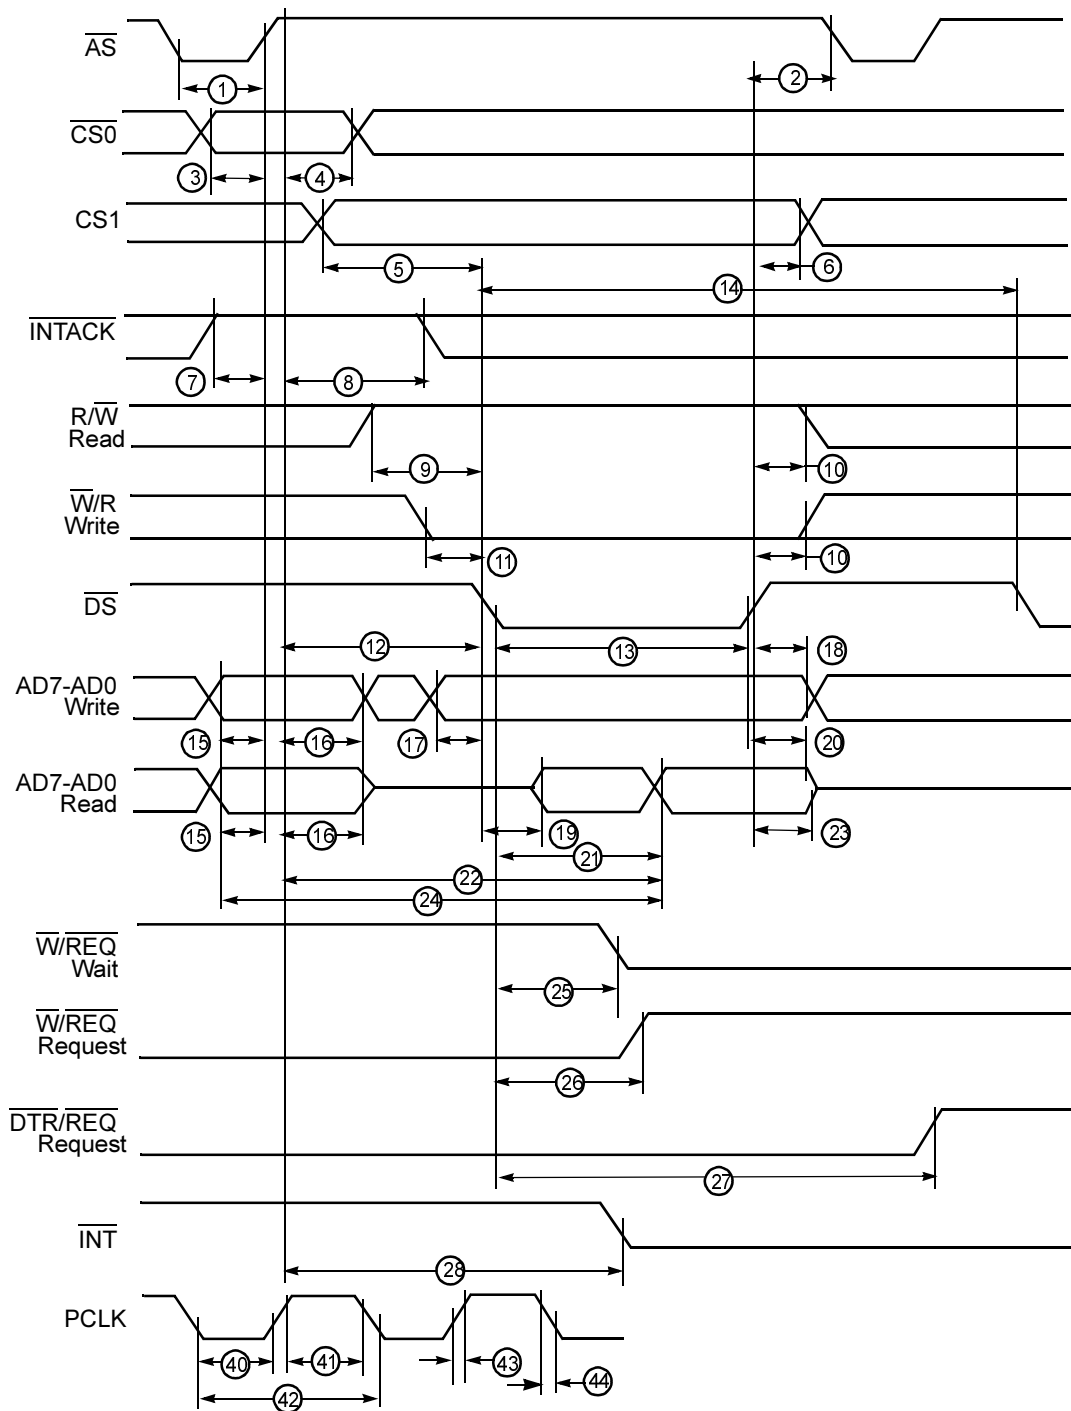 AS
1
2
CS0
3
4
CS1
5
6
14
INTACK
7
8
R/W
Read
9
10
W/R
Write
11
10
DS
12
13
18
AD7-AD0
Write
15
16
17
20
AD7-AD0
Read
15
16
19
21
23
22
24
W/REQ
Wait
25
W/REQ
Request
26
DTR/REQ
Request
27
INT
28
PCLK
40
41
43
44
42